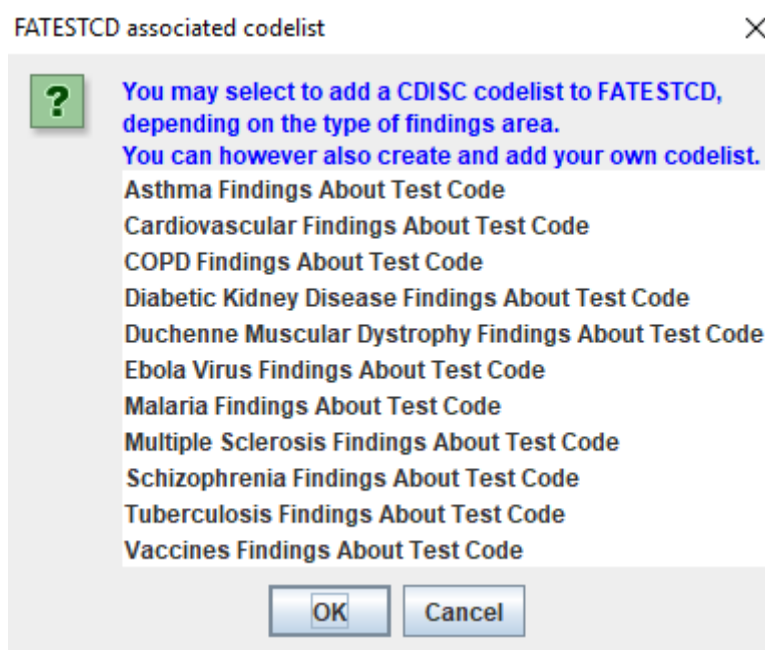 FATESTCD associated codelist
You may select to add a CDISC codelist to FATESTCD,
depending on the type of findings area.
You can however also create and add your own codelist.
Asthma Findings About Test Code
Cardiovascular Findings About Test Code
COPD Findings About Test Code
Diabetic Kidney Disease Findings About Test Code
Duchenne Muscular Dystrophy Findings About Test Code
Ebola Virus Findings About Test Code
Malaria Findings About Test Code
Multiple Sclerosis Findings About Test Code
Schizophrenia Findings About Test Code
Tuberculosis Findings About Test Code
Vaccines Findings About Test Code
OK Cancel